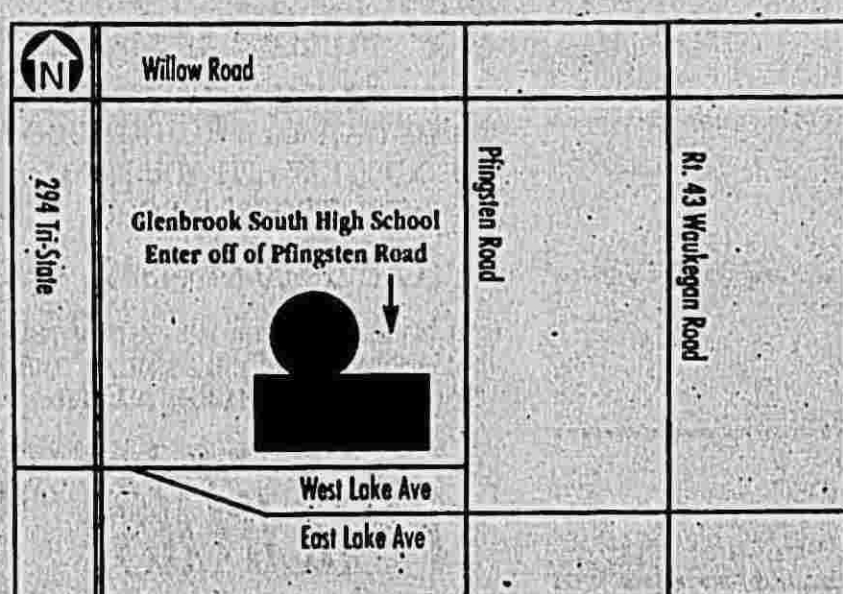 N
Willow Road
294 Tri-State
Glenbrook South High School
Enter off of Pfingsten Road
Pfingsten Road
Rt. 43 Waukegan Road
West Lake Ave
East Lake Ave